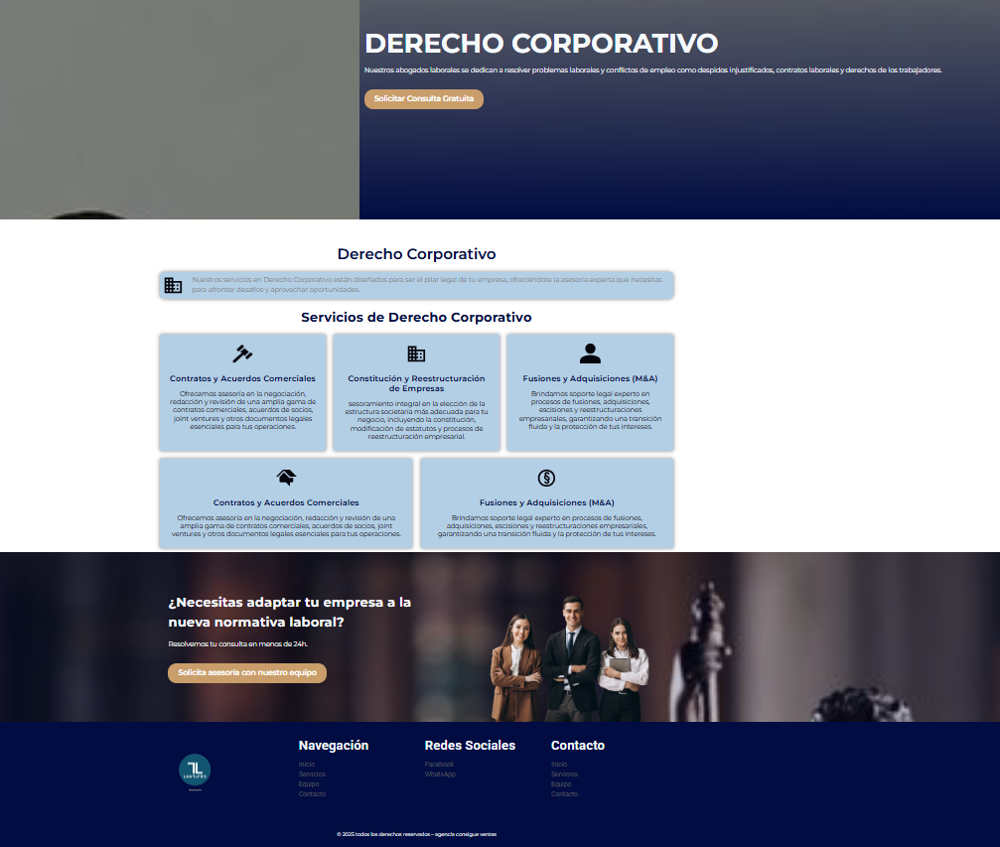 DERECHO CORPORATIVO
Nuestros abogados laborales se dedican a resolver problemas laborales y conflictos de empleo como despidos injustificados, contratos laborales y derechos de los trabajadores.
Solicitar Consulta Gratuita
Derecho Corporativo
Nuestros servicios en Derecho Corporativo están diseñados para ser el pilar legal de tu empresa, ofreciéndote la asesoría experta que necesitas
para afrontar desafíos y aprovechar oportunidades.
Servicios de Derecho Corporativo
Contratos y Acuerdos Comerciales
Ofrecemos asesoría en la negociación,
redacción y revisión de una amplia gama de
contratos comerciales, acuerdos de socios,
joint ventures y otros documentos legales
esenciales para tus operaciones.
Constitución y Reestructuración
de Empresas
sesoramiento integral en la elección de la
estructura societaria más adecuada para tu
negocio, incluyendo la constitución,
modificación de estatutos y procesos de
reestructuración empresarial.
Fusiones y Adquisiciones (M&A)
Brindamos soporte legal experto en
procesos de fusiones, adquisiciones,
escisiones y reestructuraciones
empresariales, garantizando una transición
fluida y la protección de tus intereses.
Contratos y Acuerdos Comerciales
Ofrecemos asesoría en la negociación, redacción y revisión de una
amplia gama de contratos comerciales, acuerdos de socios, joint
ventures y otros documentos legales esenciales para tus operaciones.
Fusiones y Adquisiciones (M&A)
Brindamos soporte legal experto en procesos de fusiones,
adquisiciones, escisiones y reestructuraciones empresariales,
garantizando una transición fluida y la protección de tus intereses.
¿Necesitas adaptar tu empresa a la
nueva normativa laboral?
Resolvemos tu consulta en menos de 24h.
Solicita asesoría con nuestro equipo
Navegación
Inicio
Servicios
Equipo
Contacto
Redes Sociales
Facebook
WhatsApp
Contacto
Inicio
Servicios
Equipo
Contacto
© 2025 todos los derechos reservados – agencia consigue ventas